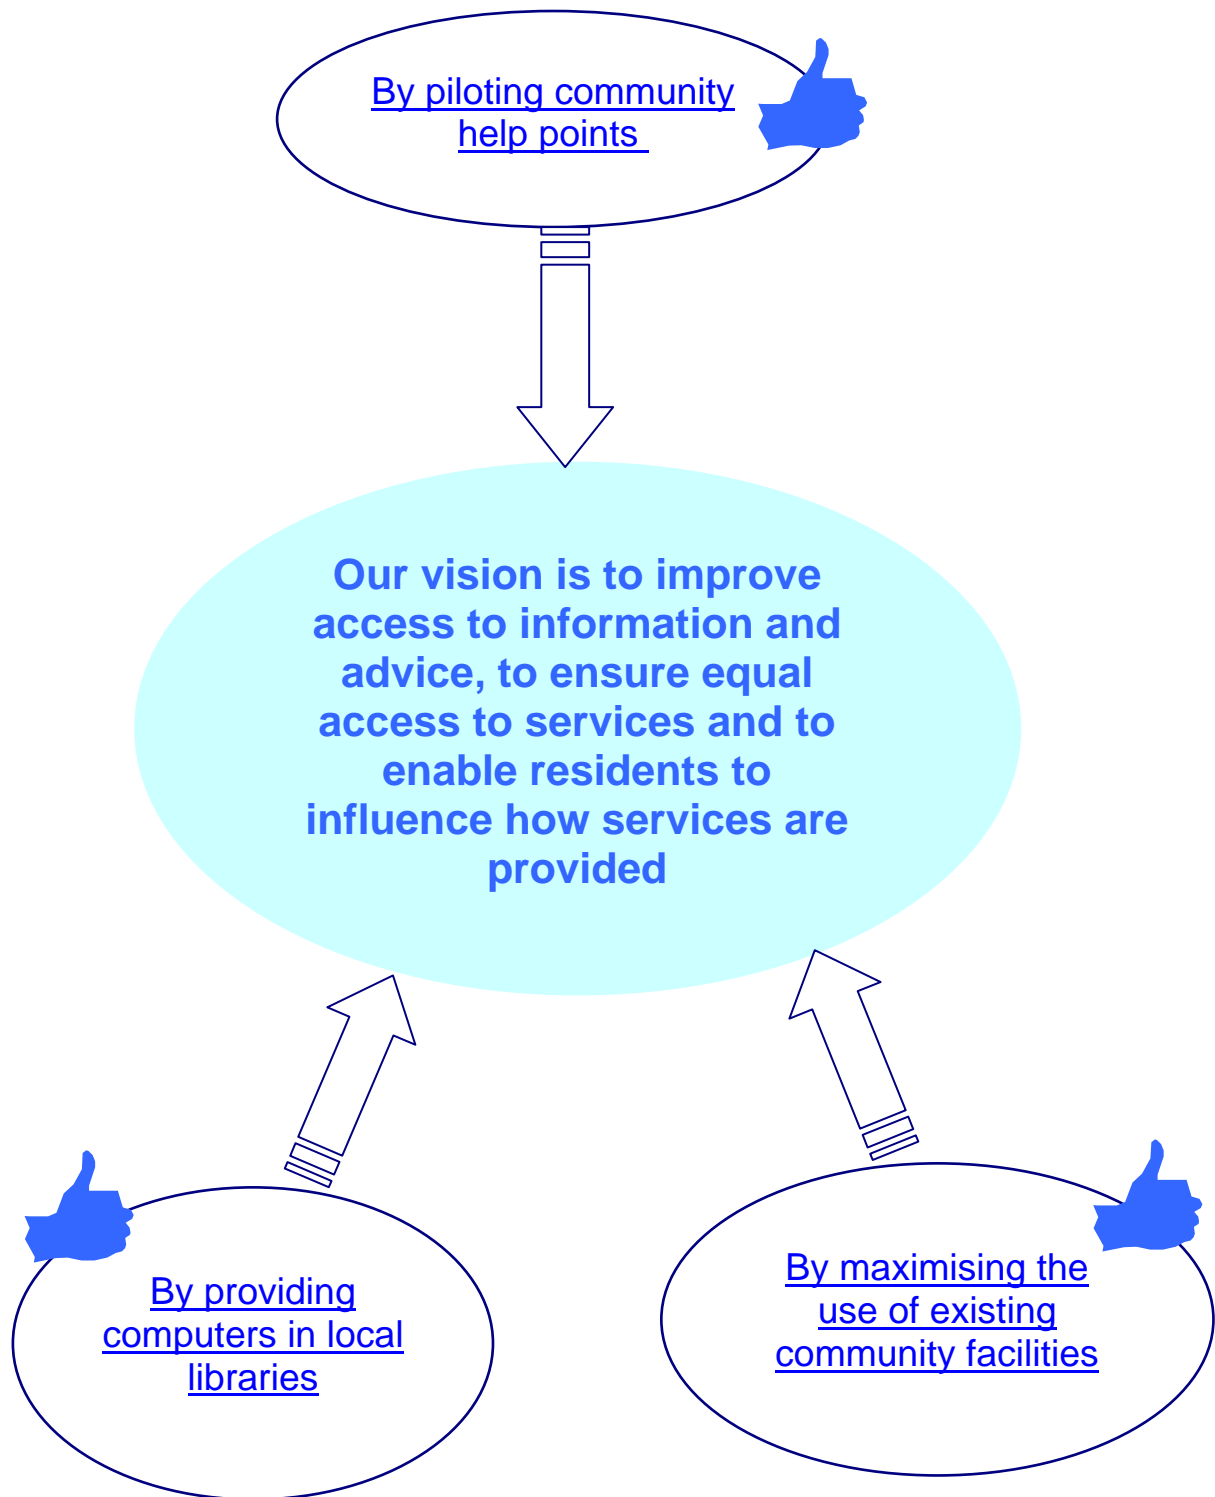 By piloting community
help points
Our vision is to improve
access to information and
advice, to ensure equal
access to services and to
enable residents to
influence how services are
provided
By providing
computers in local
libraries
By maximising the
use of existing
community facilities